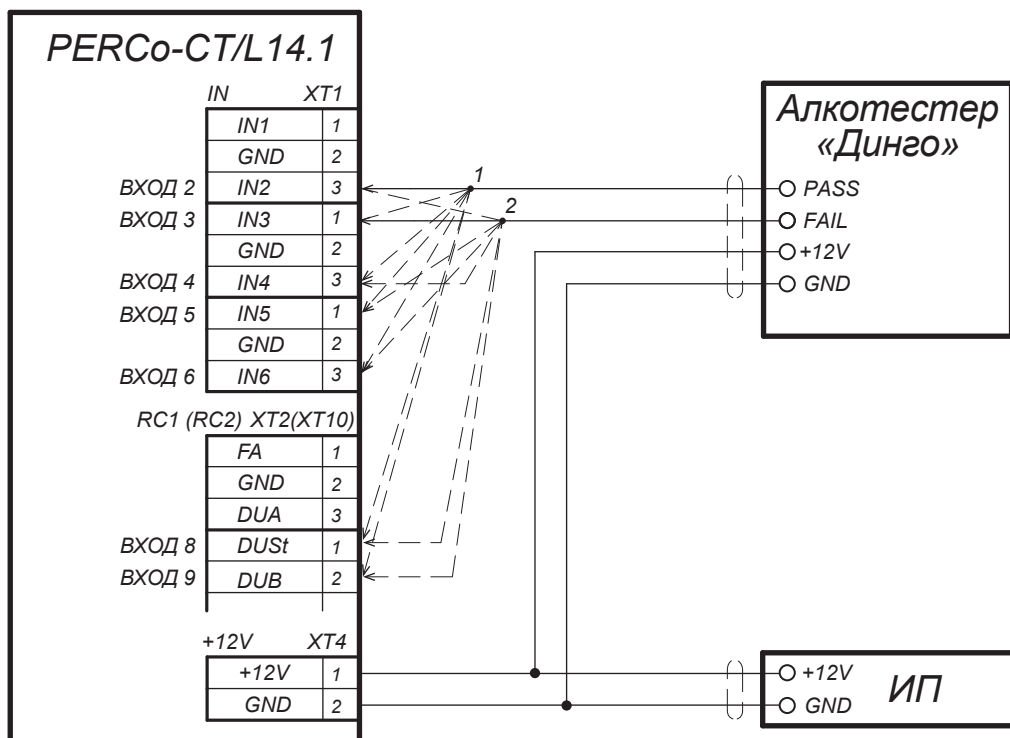 PERCo-CT/L14.1
IN XT1
IN1 1
GND 2
ВХОД 2 IN2 3
ВХОД 3 IN3 1
GND 2
ВХОД 4 IN4 3
ВХОД 5 IN5 1
GND 2
ВХОД 6 IN6 3
RC1 (RC2) XT2(XT10)
FA 1
GND 2
DUA 3
ВХОД 8 DUSt 1
ВХОД 9 DUB 2
+12V XT4
+12V 1
GND 2
1
2
Алкотестер
«Динго»
PASS
FAIL
+12V
GND
+12V
GND
ИП